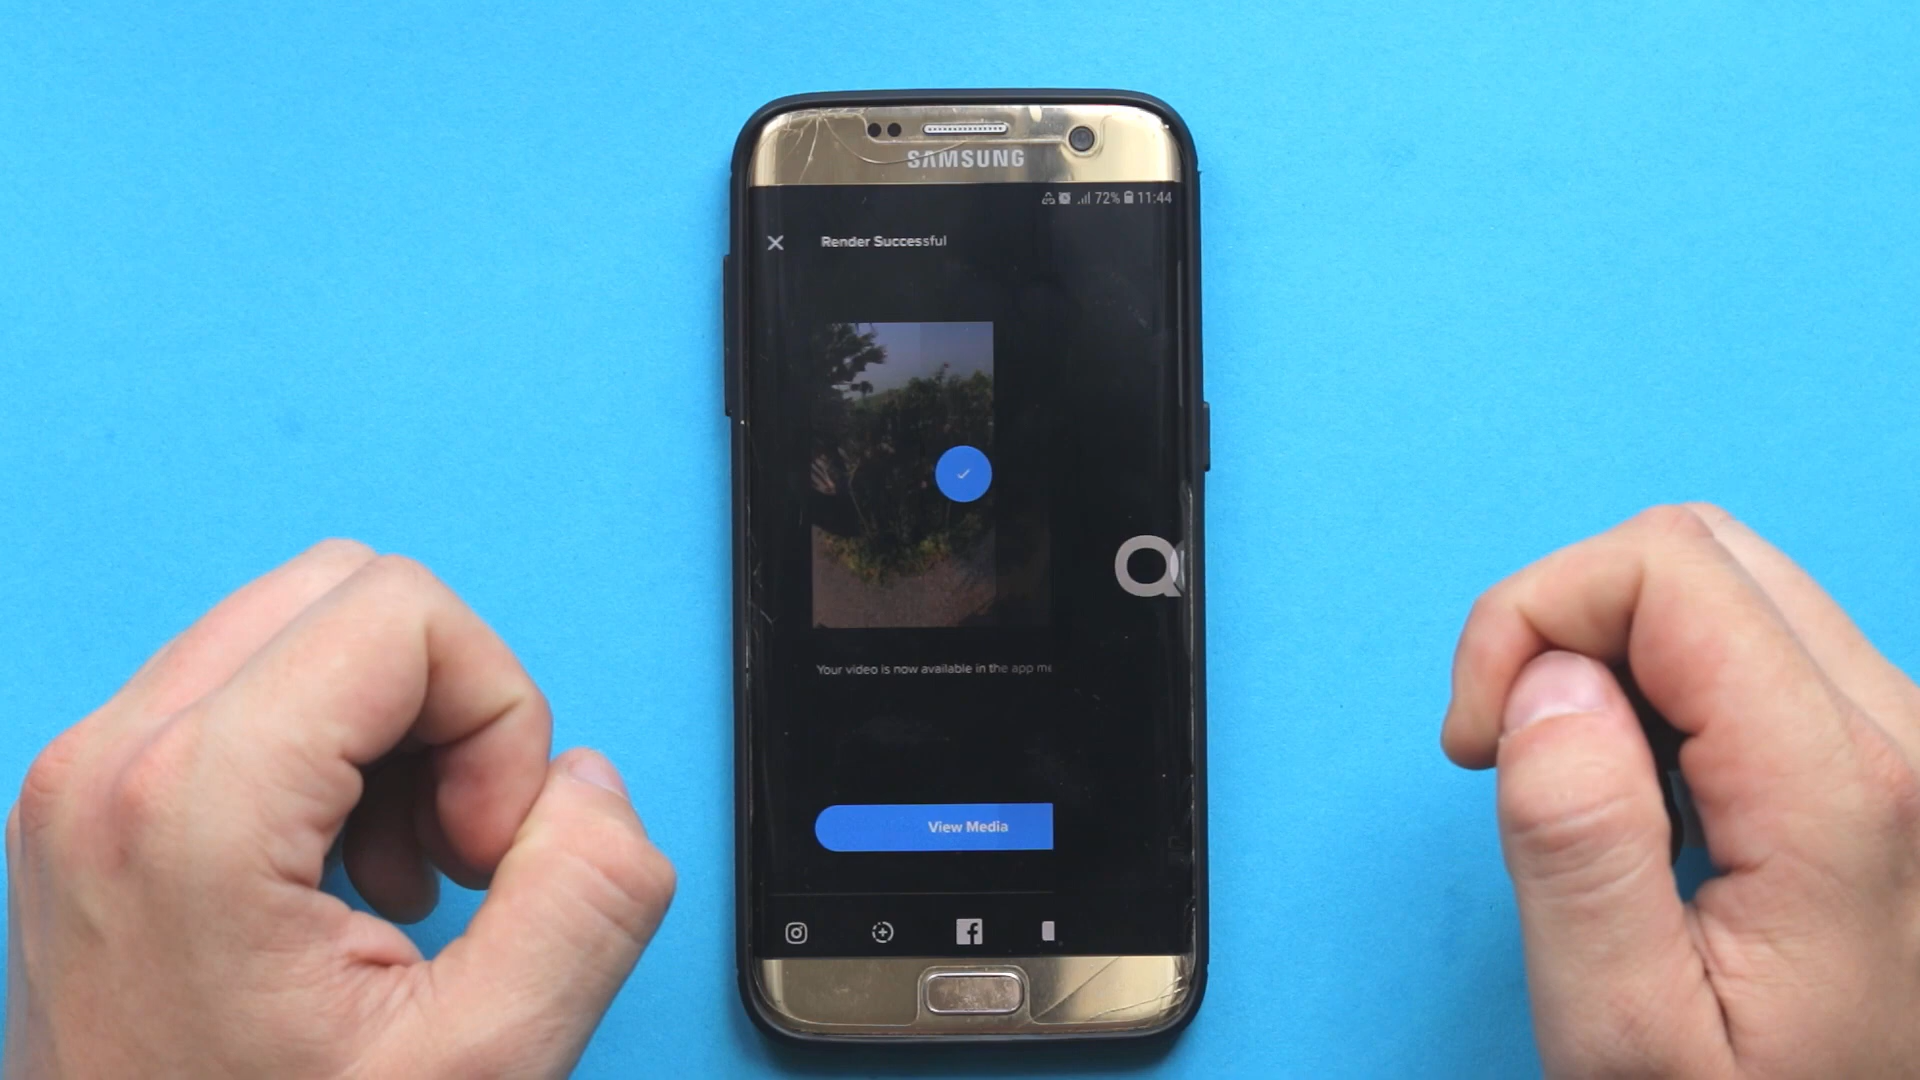 SAMSUNG
72% 11:44
Render Successful
Your video is now available in the app
View Media